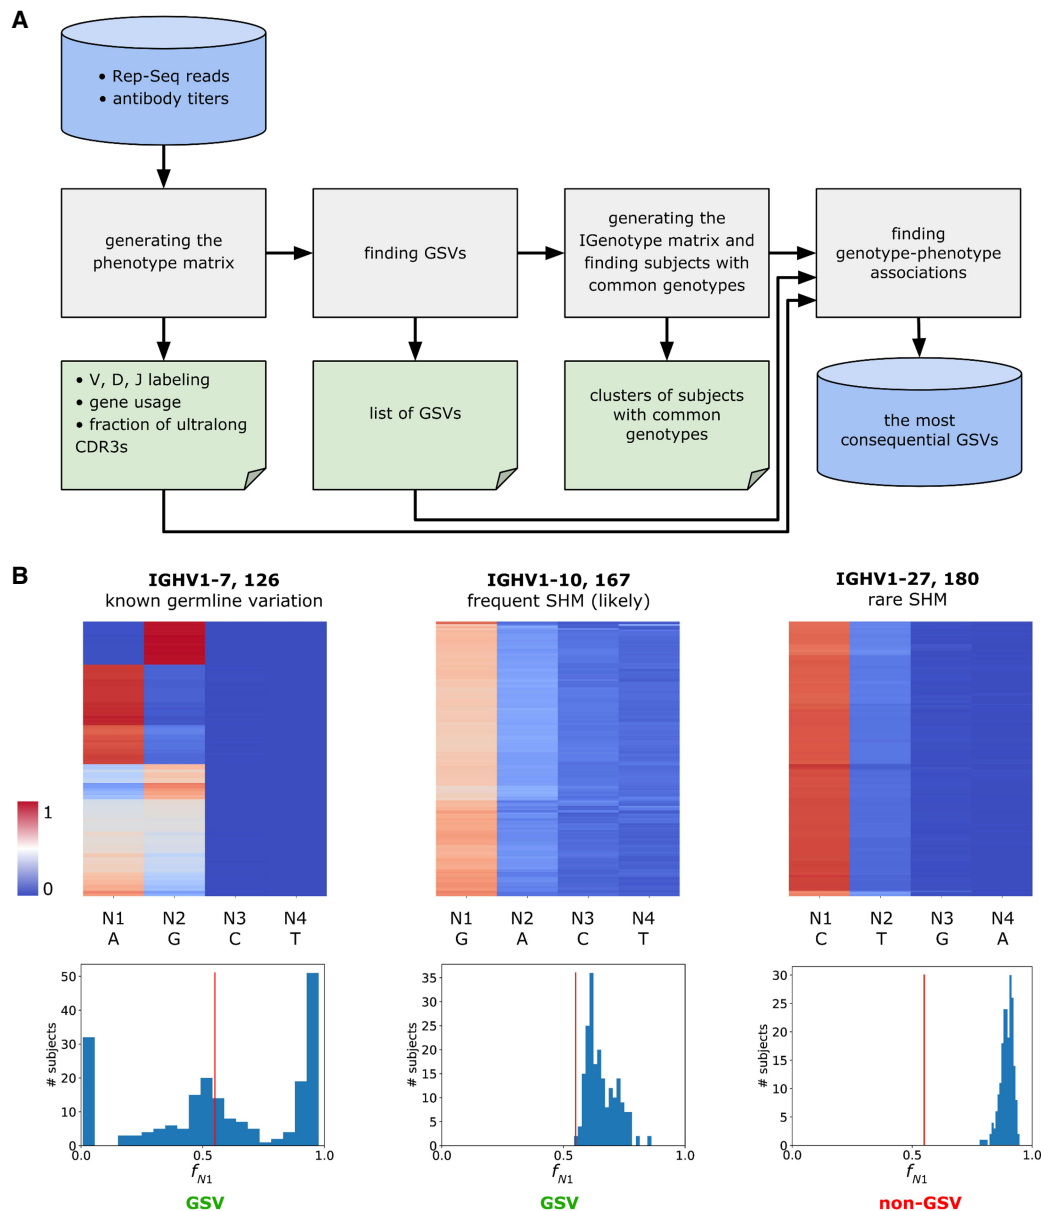 A
• Rep-Seq reads
• antibody titers
generating the
phenotype matrix
finding GSVs
generating the
IGenotype matrix and
finding subjects with
common genotypes
finding
genotype-phenotype
associations
• V, D, J labeling
• gene usage
• fraction of ultralong
CDR3s
list of GSVs
clusters of subjects
with common
genotypes
the most
consequential GSVs
B
IGHV1-7, 126
known germline variation
IGHV1-10, 167
frequent SHM (likely)
IGHV1-27, 180
rare SHM
1
0
N1 N2 N3 N4
A G C T
N1 N2 N3 N4
G A C T
N1 N2 N3 N4
C T G A
# subjects
50
40
30
20
10
0
0.0 0.5 1.0
fN1
GSV
# subjects
35
30
25
20
15
10
5
0
0.0 0.5 1.0
fN1
GSV
# subjects
30
25
20
15
10
5
0
0.0 0.5 1.0
fN1
non-GSV